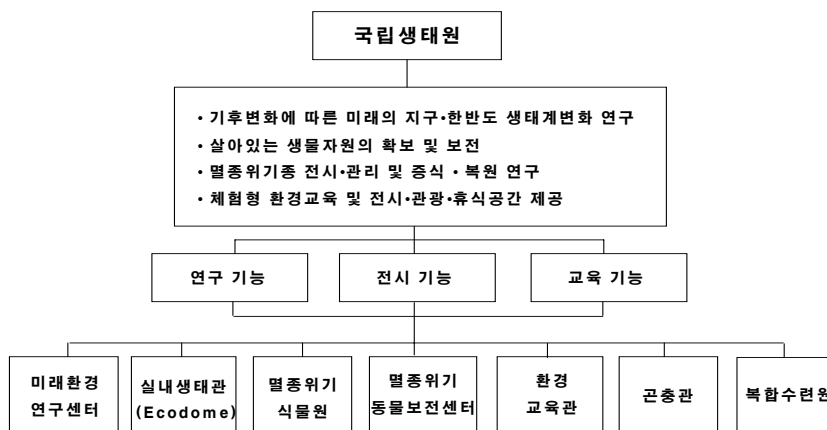 국립생태원
• 기후변화에 따른 미래의 지구•한반도 생태계변화 연구
• 살아있는 생물자원의 확보 및 보전
• 멸종위기종 전시•관리 및 증식 • 복원 연구
• 체험형 환경교육 및 전시•관광•휴식공간 제공
연구 기능
전시 기능
교육 기능
미래환경
연구센터
실내생태관
(Ecodome)
멸종위기
식물원
멸종위기
동물보전센터
환경
교육관
곤충관
복합수련원